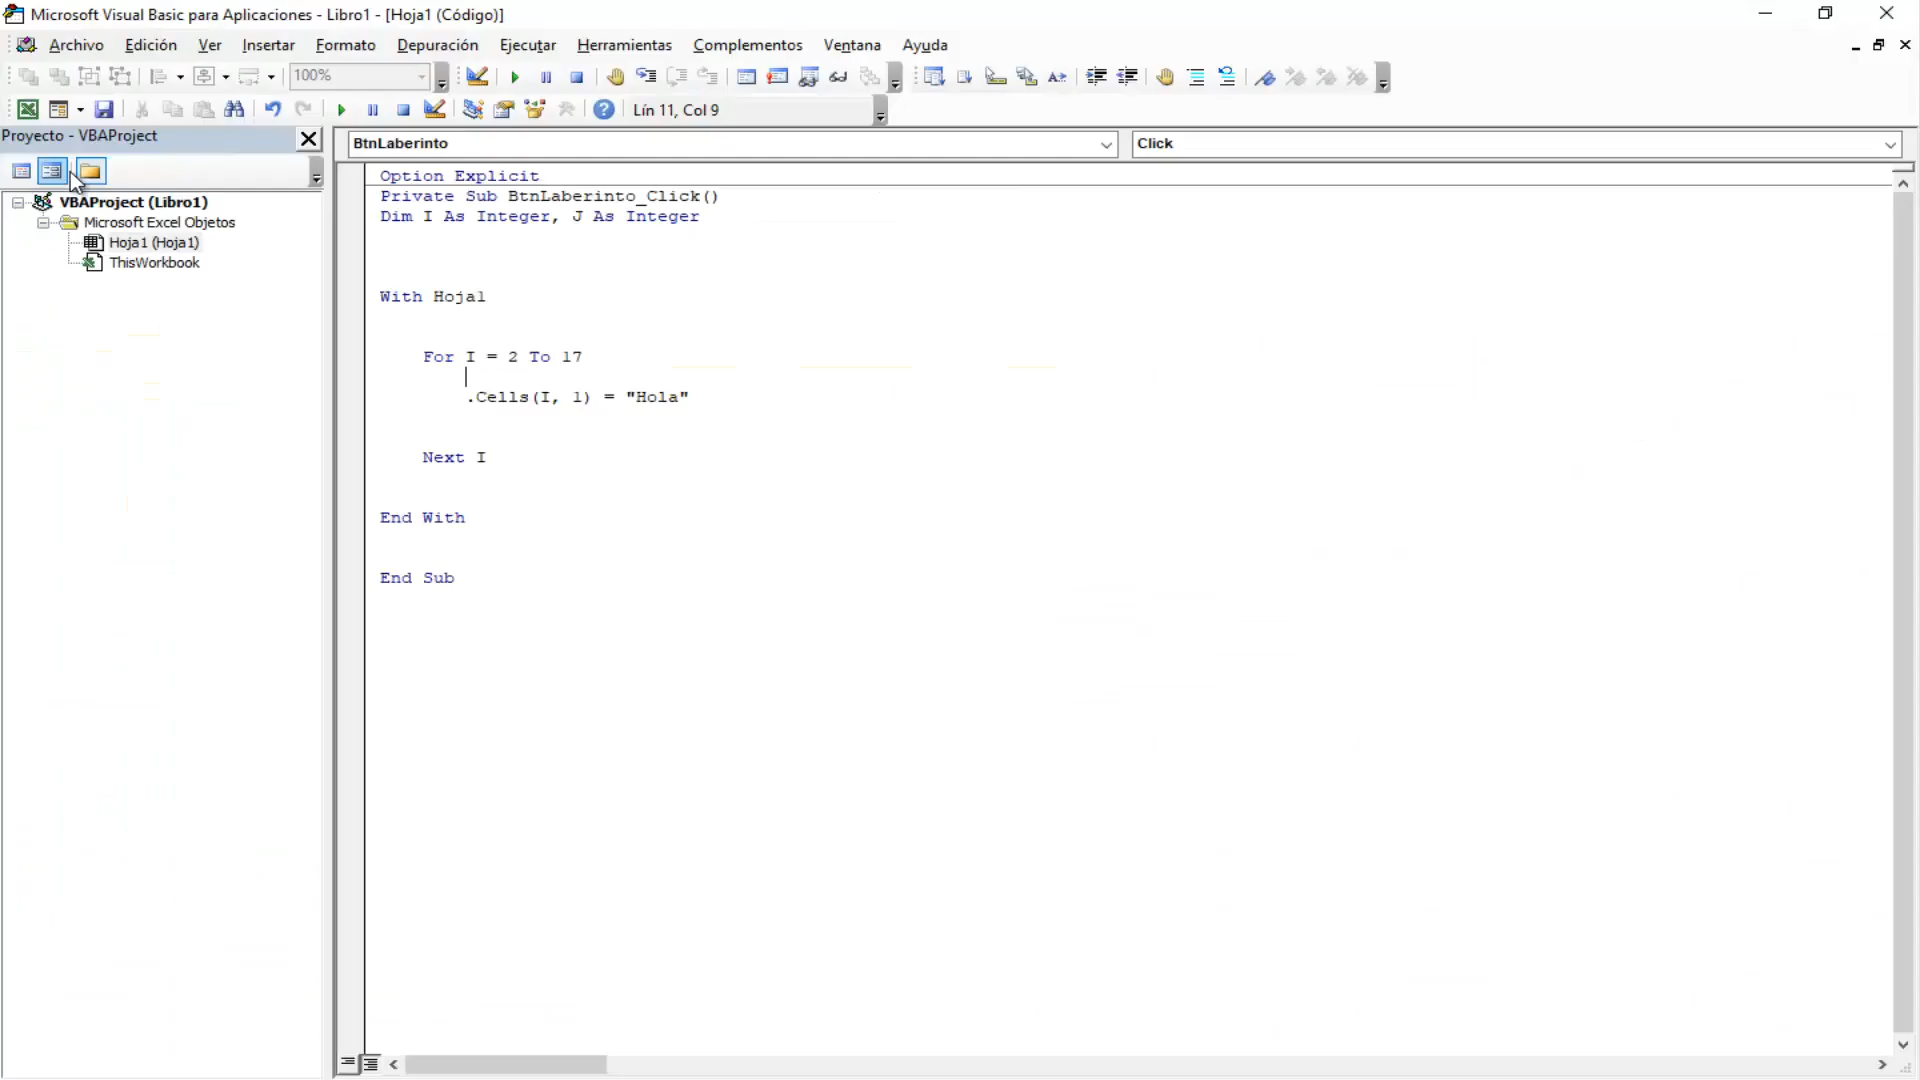 Microsoft Visual Basic para Aplicaciones - Libro1 - [Hoja1 (Código)]
Archivo Edición Ver Insertar Formato Depuración Ejecutar Herramientas Complementos Ventana Ayuda
100%
Lín 11, Col 9
Proyecto - VBAProject
BtnLaberinto
Click
VBAProject (Libro1)
Microsoft Excel Objetos
Hoja1 (Hoja1)
ThisWorkbook
Option Explicit
Private Sub BtnLaberinto_Click()
Dim I As Integer, J As Integer
With Hoja1
For I = 2 To 17
.Cells(I, 1) = "Hola"
Next I
End With
End Sub